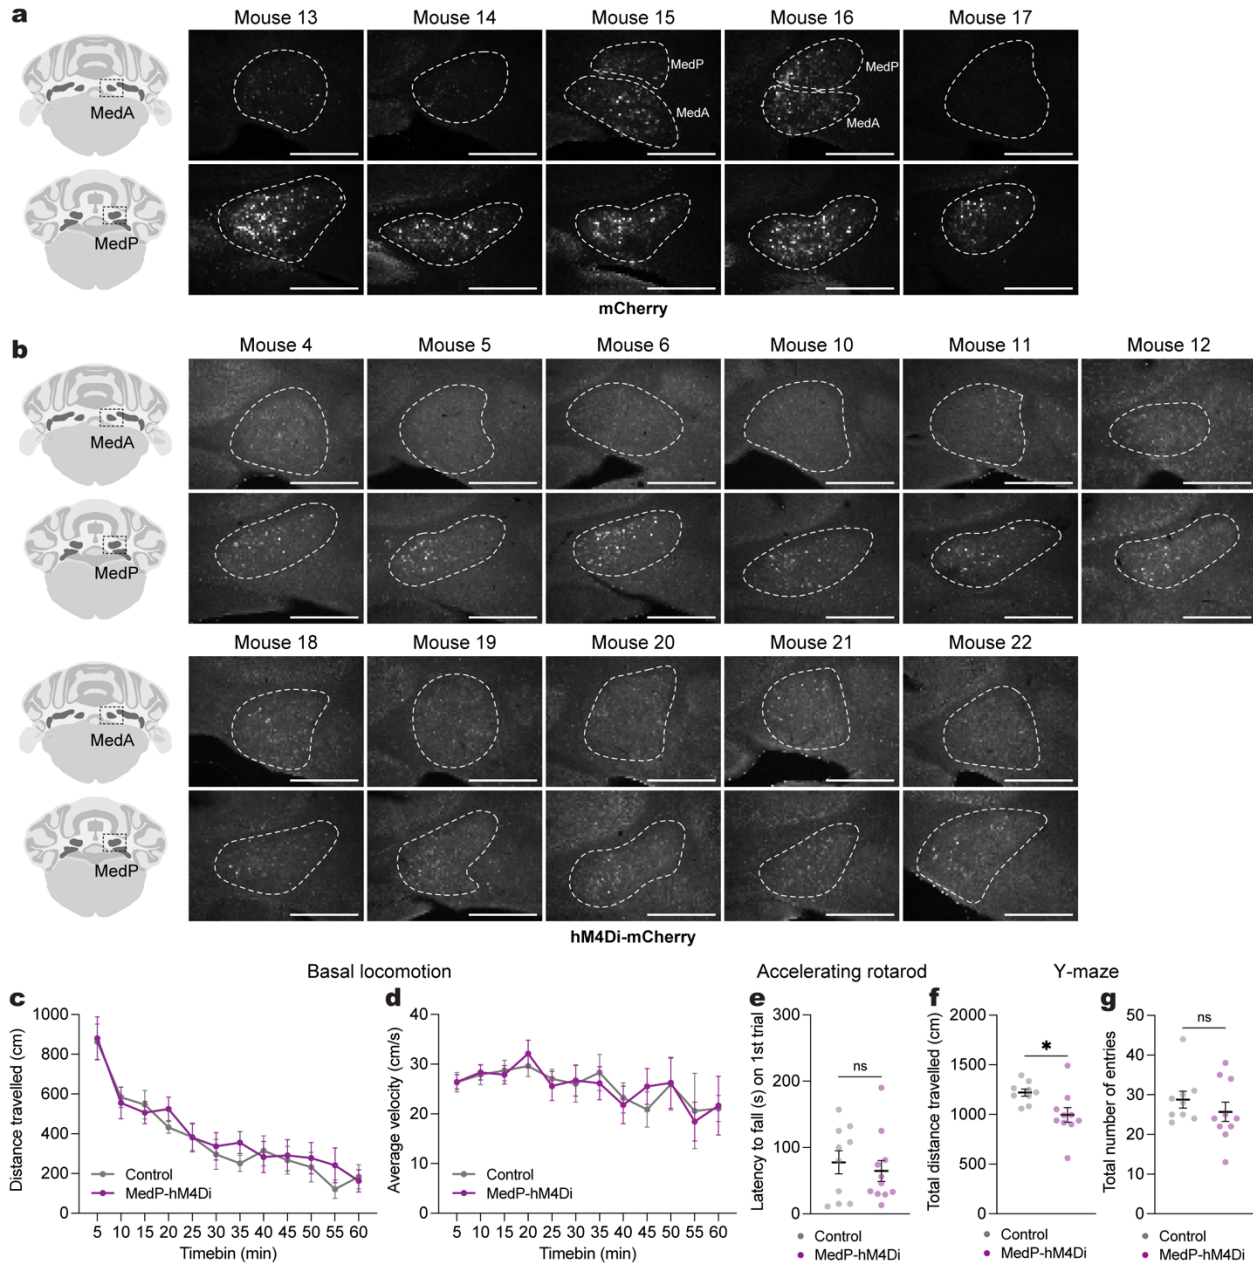 a
Mouse 13 Mouse 14 Mouse 15 Mouse 16 Mouse 17
MedA
MedP
MedA
MedP
MedA
MedP
mCherry
b
Mouse 4 Mouse 5 Mouse 6 Mouse 10 Mouse 11 Mouse 12
MedA
MedP
Mouse 18 Mouse 19 Mouse 20 Mouse 21 Mouse 22
MedA
MedP
hM4Di-mCherry
Basal locomotion
Accelerating rotarod
Y-maze
c
Distance travelled (cm)
1000
800
600
400
200
0
Control
MedP-hM4Di
5 10 15 20 25 30 35 40 45 50 55 60
Timebin (min)
d
Average velocity (cm/s)
40
30
20
10
0
Control
MedP-hM4Di
5 10 15 20 25 30 35 40 45 50 55 60
Timebin (min)
e
Latency to fall (s) on 1st trial
300
200
100
0
ns
Control
MedP-hM4Di
f
Total distance travelled (cm)
2000
1500
1000
500
0
*
Control
MedP-hM4Di
g
Total number of entries
50
40
30
20
10
0
ns
Control
MedP-hM4Di